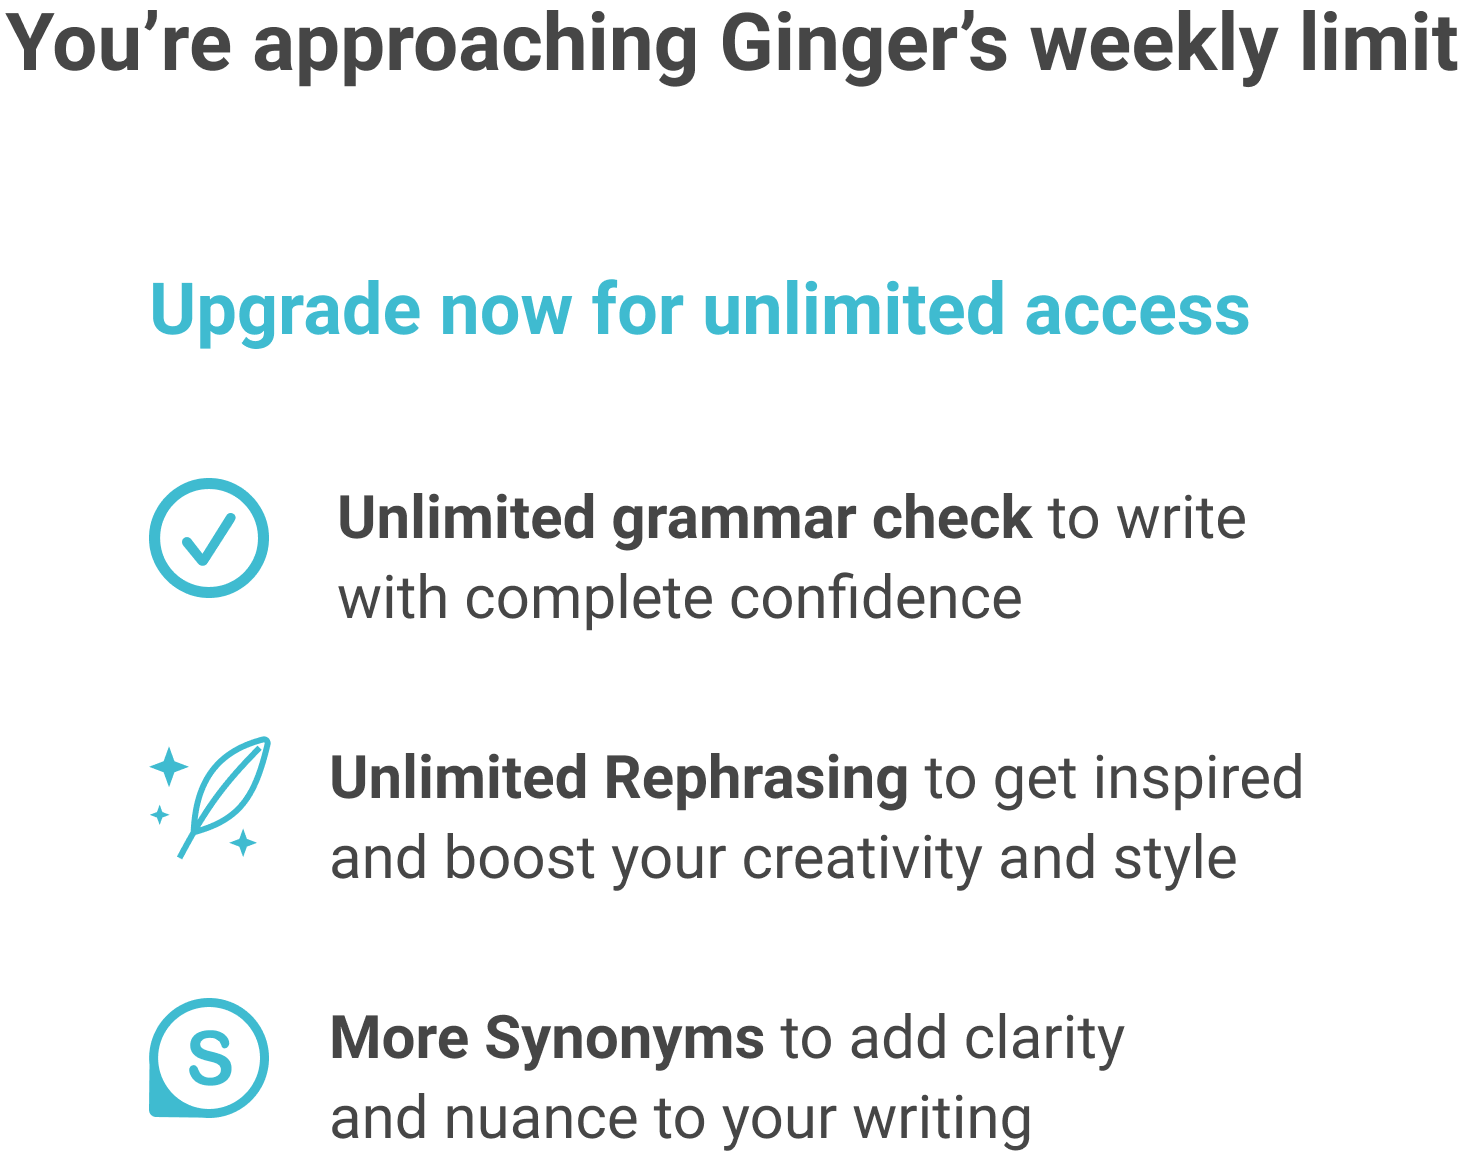 You’re approaching Ginger’s weekly limit
Upgrade now for unlimited access
Unlimited grammar check to write
with complete confidence
Unlimited Rephrasing to get inspired
and boost your creativity and style
S
More Synonyms to add clarity
and nuance to your writing